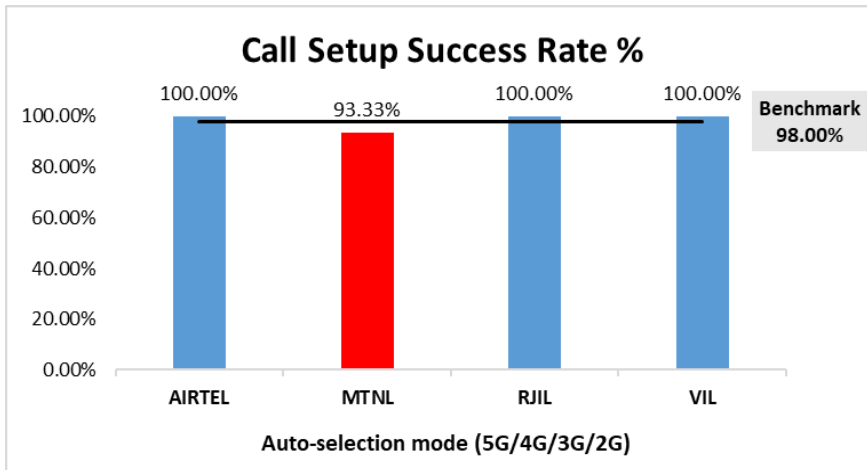 Call Setup Success Rate %
100.00%
93.33%
100.00%
100.00%
Benchmark
98.00%
100.00%
80.00%
60.00%
40.00%
20.00%
0.00%
AIRTEL
MTNL
RJIL
VIL
Auto-selection mode (5G/4G/3G/2G)